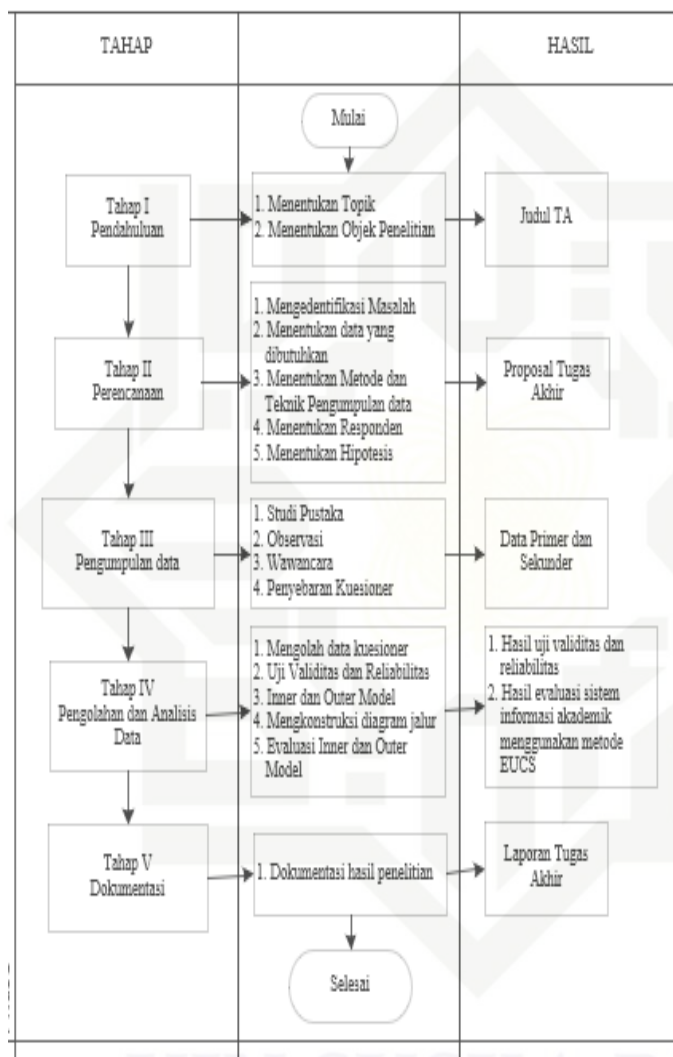 TAHAP
HASIL
Mulai
Tahap I
Pendahuluan
1. Menentukan Topik
2. Menentukan Objek Penelitian
Judul TA
Tahap II
Perencanaan
1. Mengedentifikasi Masalah
2. Menentukan data yang
dibutuhkan
3. Menentukan Metode dan
Teknik Pengumpulan data
4. Menentukan Responden
5. Menentukan Hipotesis
Proposal Tugas
Akhir
Tahap III
Pengumpulan data
1. Studi Pustaka
2. Observasi
3. Wawancara
4. Penyebaran Kuesioner
Data Primer dan
Sekunder
Tahap IV
Pengolahan dan Analisis
Data
1. Mengolah data kuesioner
2. Uji Validitas dan Reliabilitas
3. Inner dan Outer Model
4. Mengkonstruksi diagram jalur
5. Evaluasi Inner dan Outer
Model
1. Hasil uji validitas dan
reliabilitas
2. Hasil evaluasi sistem
informasi akademik
menggunakan metode
EUCS
Tahap V
Dokumentasi
1. Dokumentasi hasil penelitian
Laporan Tugas
Akhir
Selesai